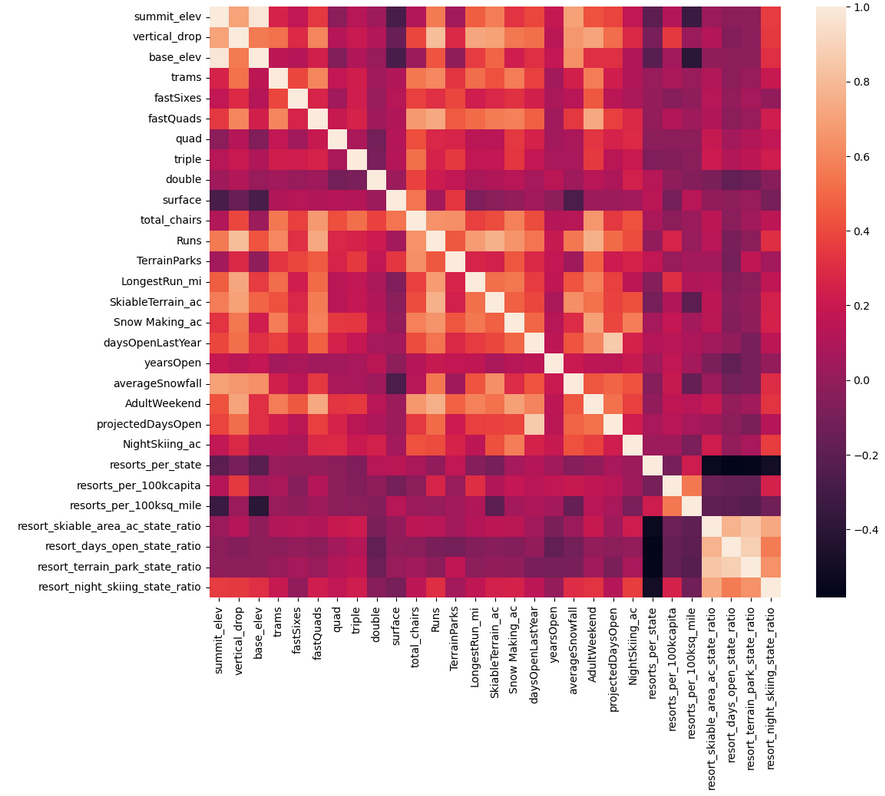 summit_elev
vertical_drop
base_elev
trams
fastSixes
fastQuads
quad
triple
double
surface
total_chairs
Runs
TerrainParks
LongestRun_mi
SkiableTerrain_ac
Snow Making_ac
daysOpenLastYear
yearsOpen
averageSnowfall
AdultWeekend
projectedDaysOpen
NightSkiing_ac
resorts_per_state
resorts_per_100kcapita
resorts_per_100ksq_mile
resort_skiable_area_ac_state_ratio
resort_days_open_state_ratio
resort_terrain_park_state_ratio
resort_night_skiing_state_ratio
summit_elev
vertical_drop
base_elev
trams
fastSixes
fastQuads
quad
triple
double
surface
total_chairs
Runs
TerrainParks
LongestRun_mi
SkiableTerrain_ac
Snow Making_ac
daysOpenLastYear
yearsOpen
averageSnowfall
AdultWeekend
projectedDaysOpen
NightSkiing_ac
resorts_per_state
resorts_per_100kcapita
resorts_per_100ksq_mile
resort_skiable_area_ac_state_ratio
resort_days_open_state_ratio
resort_terrain_park_state_ratio
resort_night_skiing_state_ratio
1.0
0.8
0.6
0.4
0.2
0.0
−0.2
−0.4